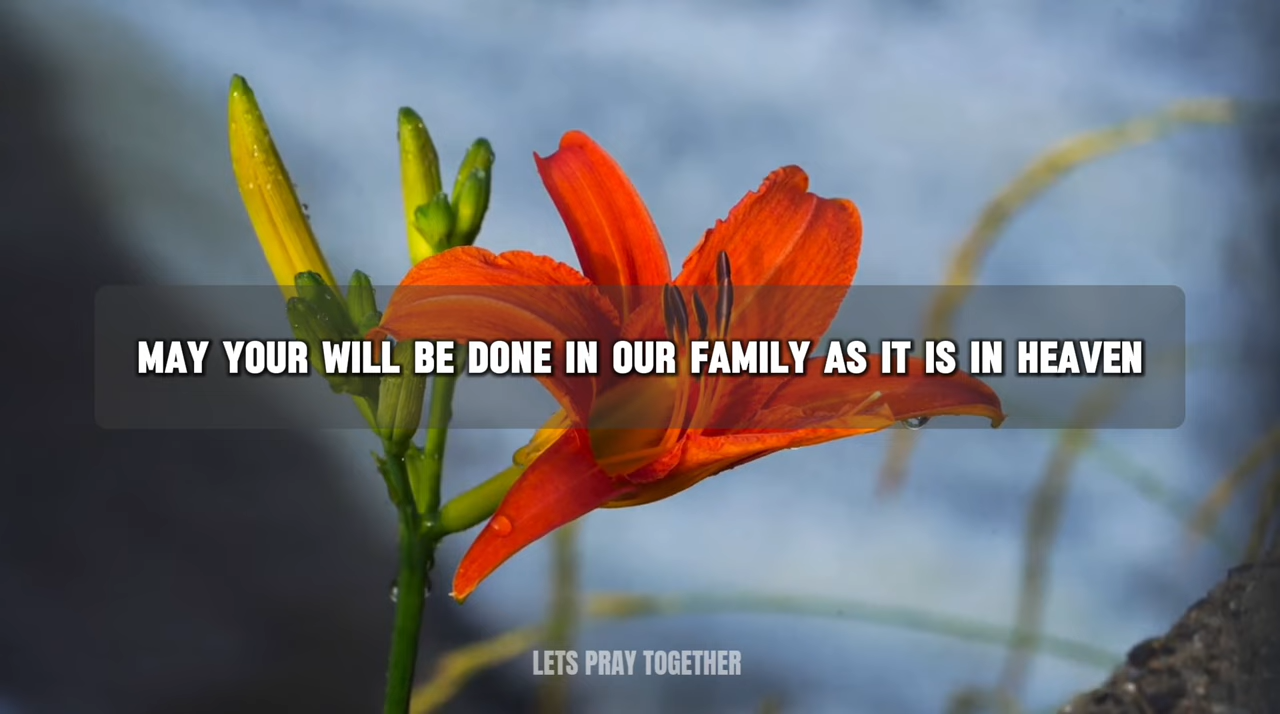 MAY YOUR WILL BE DONE IN OUR FAMILY AS IT IS IN HEAVEN
LETS PRAY TOGETHER